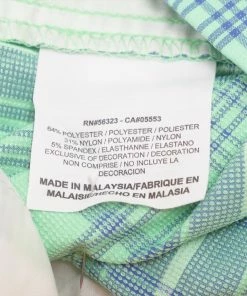 RN#56323 - CA#05553
64% POLYESTER / POLYESTER / POLIESTER
31% NYLON / POLYAMIDE / NYLON
5% SPANDEX / ELASTHANNE / ELASTANO
EXCLUSIVE OF DECORATION / DECORATION
NON COMPRISE / NO INCLUYE LA
DECORACION
MADE IN MALAYSIA/FABRIQUE EN
MALAISIE/HECHO EN MALASIA